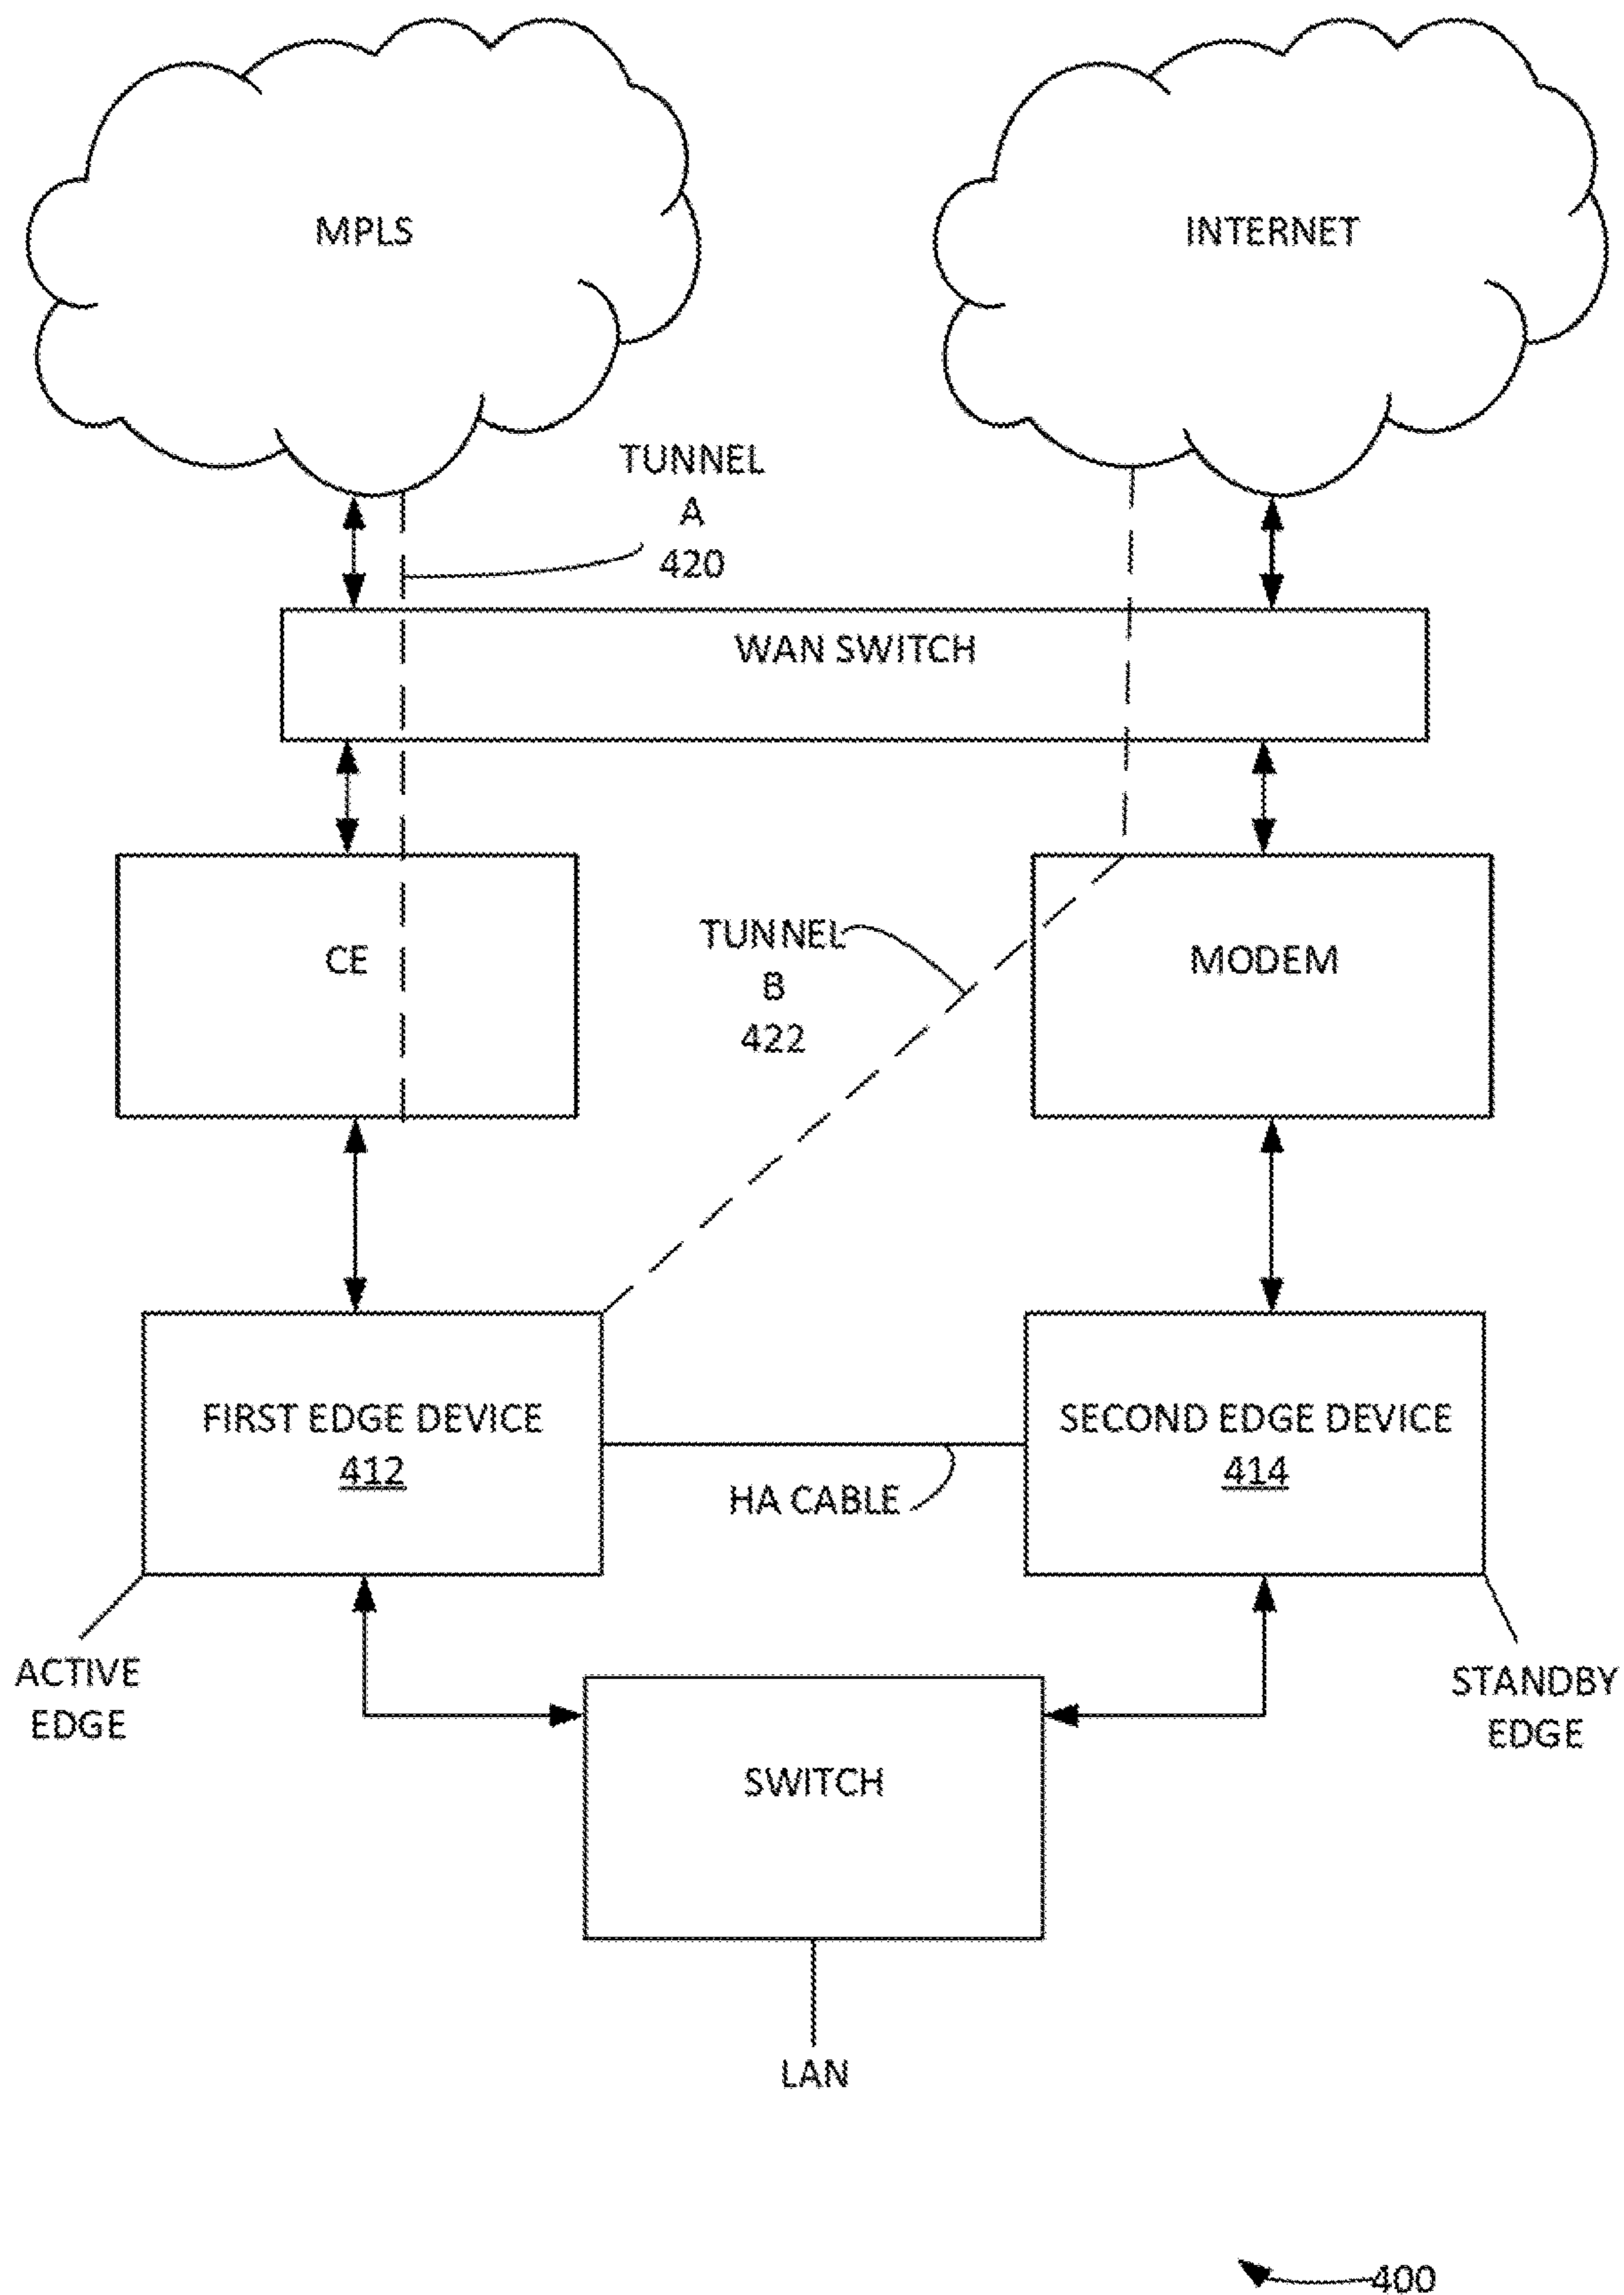 MPLS
INTERNET
TUNNEL
A
420
WAN SWITCH
CE
TUNNEL
B
422
MODEM
FIRST EDGE DEVICE
412
SECOND EDGE DEVICE
414
HA CABLE
ACTIVE
EDGE
STANDBY
EDGE
SWITCH
LAN
400